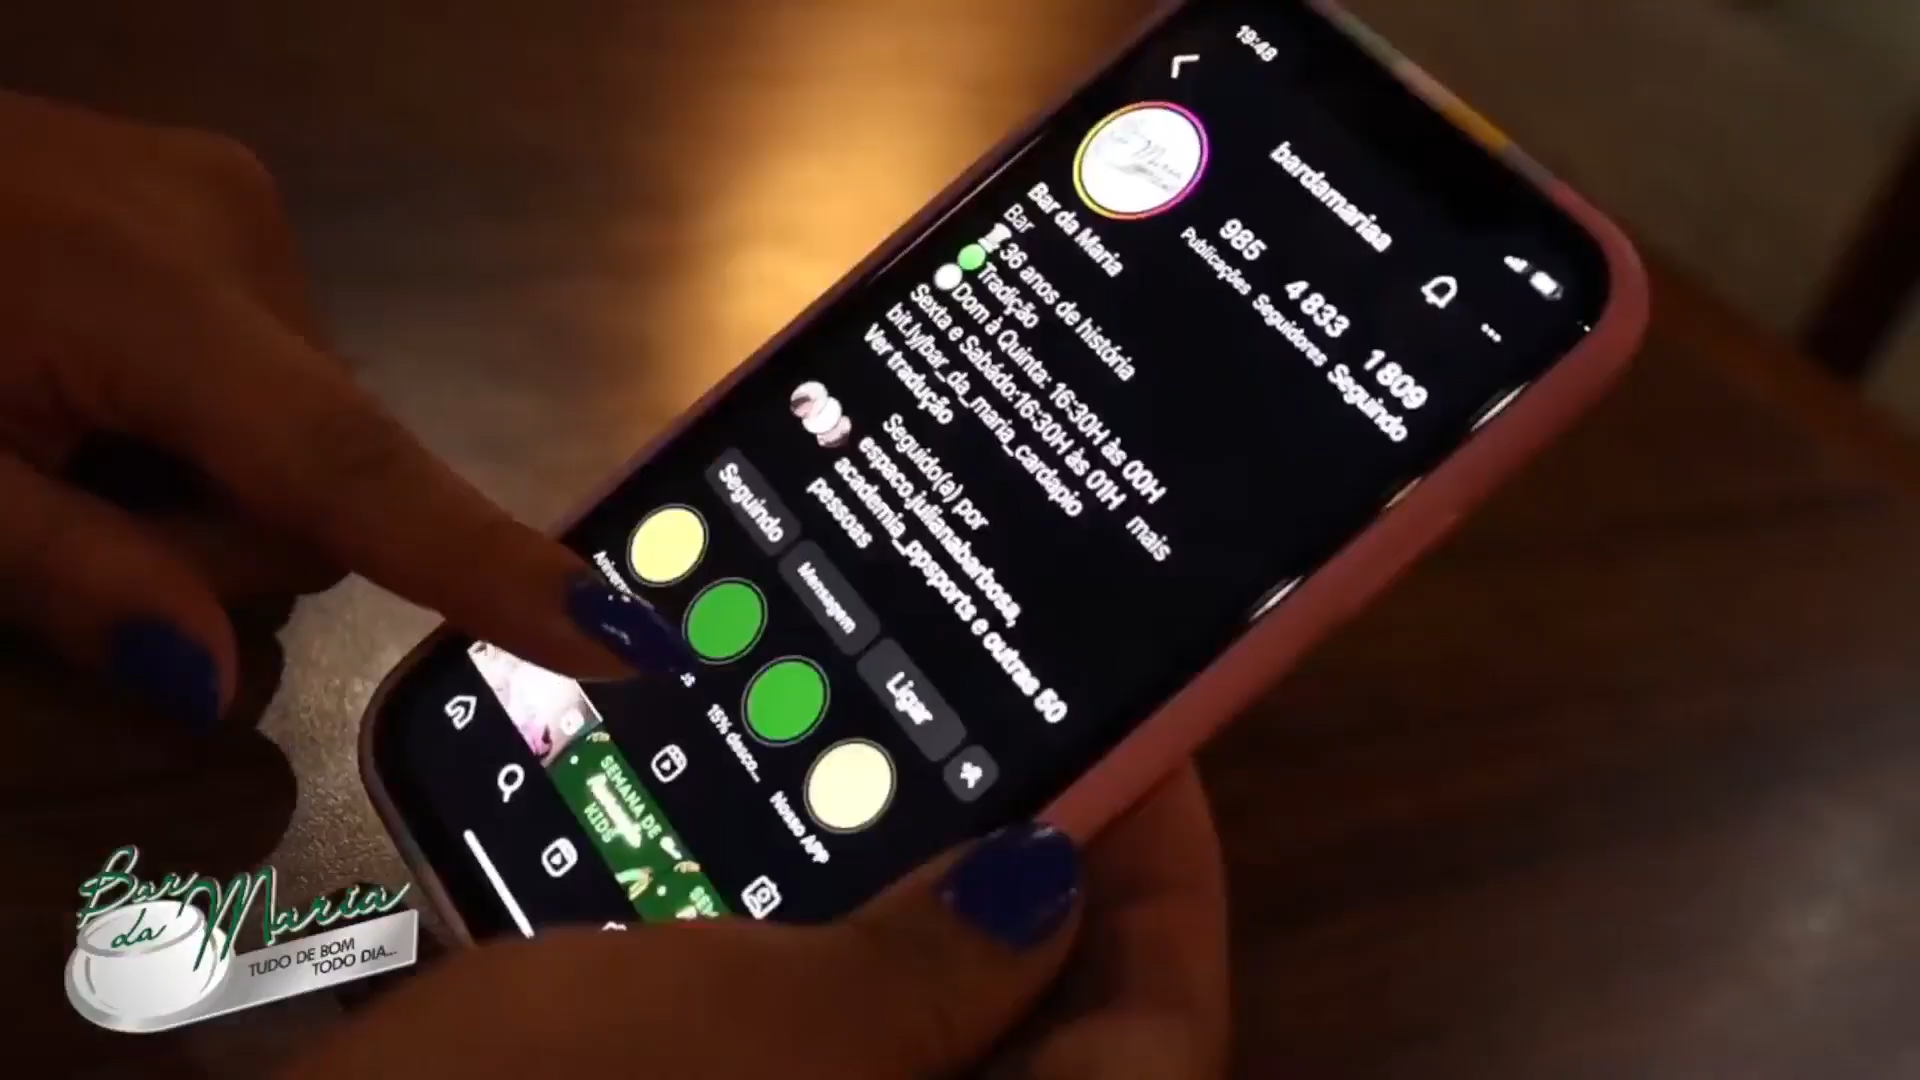 19:48
bardamariaa
985
Publicações
4 833
Seguidores
1 809
Seguindo
Bar da Maria
Bar
36 anos de história
Tradição
Dom à Quinta: 16:30H às 00H
Sexta e Sabádo:16:30H às 01H mais
bit.ly/bar_da_maria_cardapio
Ver tradução
Seguido(a) por
espaco.julianabarbosa,
academia_ppsports e outras 50
pessoas
Seguindo
Mensagem
Ligar
15% desco...
Nosso APP
SEMANA DE
KIDS
Bar
da Maria
TUDO DE BOM
TODO DIA...